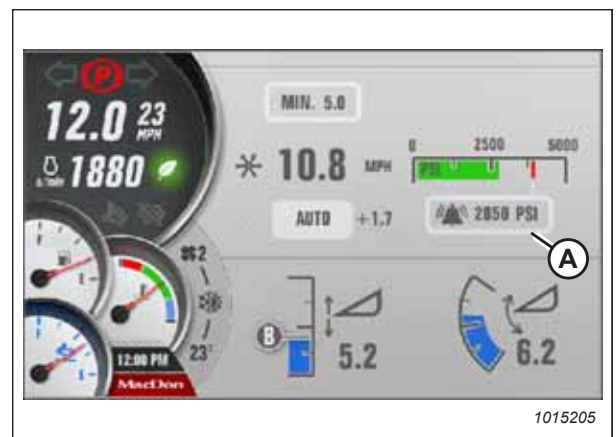 P
12.0 23 MPH
1880
MIN. 5.0
10.8 MPH
AUTO +1.7
0 2500 5000
PSI
2850 PSI
A
F
E
F
E
2
23°
12:00 PM
MacDon
B
5.2
6.2
1015205